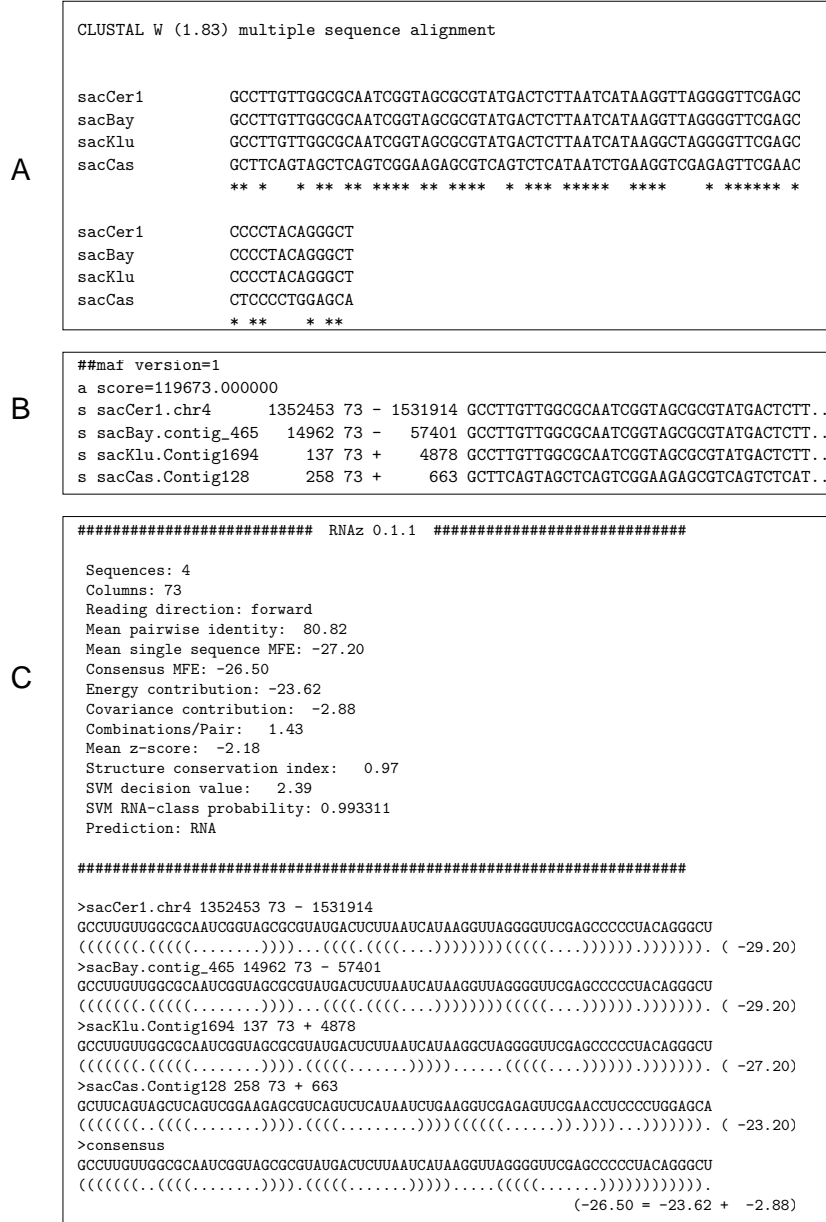 A
CLUSTAL W (1.83) multiple sequence alignment
sacCer1 GCCTTGTTGGCGCAATCGGTAGCGCGTATGACTCTTAATCATAAGGTTAGGGGTTCGAGC
sacBay GCCTTGTTGGCGCAATCGGTAGCGCGTATGACTCTTAATCATAAGGTTAGGGGTTCGAGC
sacKlu GCCTTGTTGGCGCAATCGGTAGCGCGTATGACTCTTAATCATAAGGCTAGGGGTTCGAGC
sacCas GCTTCAGTAGCTCAGTCGGAAGAGCGTCAGTCTCATAATCTGAAGGTCGAGAGTTCGAAC
** *   * ** ** **** ** ****  * *** *****  ****    * ****** *
sacCer1 CCCCTACAGGGCT
sacBay CCCCTACAGGGCT
sacKlu CCCCTACAGGGCT
sacCas CTCCCCTGGAGCA
* **    * **
B
##maf version=1
a score=119673.000000
s sacCer1.chr4 1352453 73 - 1531914 GCCTTGTTGGCGCAATCGGTAGCGCGTATGACTCTT..
s sacBay.contig_465 14962 73 - 57401 GCCTTGTTGGCGCAATCGGTAGCGCGTATGACTCTT..
s sacKlu.Contig1694 137 73 + 4878 GCCTTGTTGGCGCAATCGGTAGCGCGTATGACTCTT..
s sacCas.Contig128 258 73 + 663 GCTTCAGTAGCTCAGTCGGAAGAGCGTCAGTCTCAT..
C
########################### RNAz 0.1.1 #############################
Sequences: 4
Columns: 73
Reading direction: forward
Mean pairwise identity: 80.82
Mean single sequence MFE: -27.20
Consensus MFE: -26.50
Energy contribution: -23.62
Covariance contribution: -2.88
Combinations/Pair: 1.43
Mean z-score: -2.18
Structure conservation index: 0.97
SVM decision value: 2.39
SVM RNA-class probability: 0.993311
Prediction: RNA
######################################################################
>sacCer1.chr4 1352453 73 - 1531914
GCCUUGUUGGCGCAAUCGGUAGCGCGUAUGACUCUUAAUCAUAAGGUUAGGGGUUCGAGCCCCCUACAGGGCU
(((((((.(((((........))))...((((.((((....))))))))(((((....)))))).))))))). ( -29.20)
>sacBay.contig_465 14962 73 - 57401
GCCUUGUUGGCGCAAUCGGUAGCGCGUAUGACUCUUAAUCAUAAGGUUAGGGGUUCGAGCCCCCUACAGGGCU
(((((((.(((((........))))...((((.((((....))))))))(((((....)))))).))))))). ( -29.20)
>sacKlu.Contig1694 137 73 + 4878
GCCUUGUUGGCGCAAUCGGUAGCGCGUAUGACUCUUAAUCAUAAGGCUAGGGGUUCGAGCCCCCUACAGGGCU
(((((((.(((((........)))).(((((.......)))))......(((((....)))))).))))))). ( -27.20)
>sacCas.Contig128 258 73 + 663
GCUUCAGUAGCUCAGUCGGAAGAGCGUCAGUCUCAUAAUCUGAAGGUCGAGAGUUCGAACCUCCCCUGGAGCA
(((((((..((((........)))).((((.........))))((((((......)).))))...))))))). ( -23.20)
>consensus
GCCUUGUUGGCGCAAUCGGUAGCGCGUAUGACUCUUAAUCAUAAGGUUAGGGGUUCGAGCCCCCUACAGGGCU
(((((((..((((........)))).(((((.......))))).....(((((.......)))))))))))).
(-26.50 = -23.62 + -2.88)